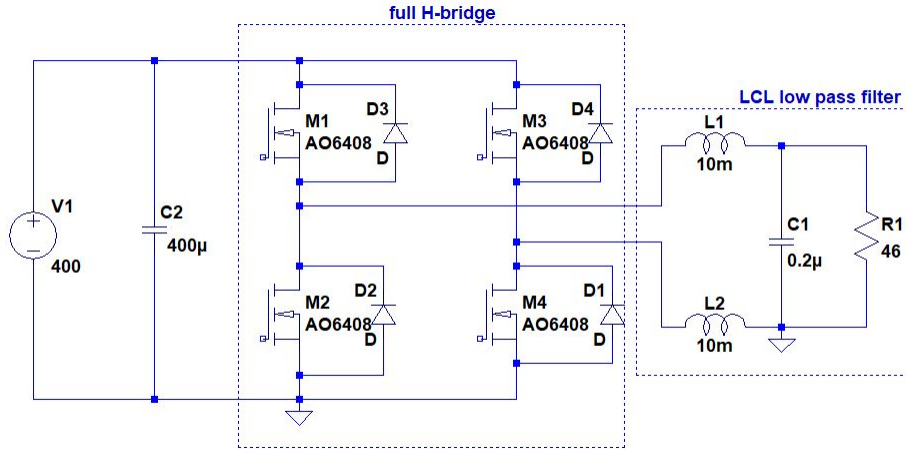 full H-bridge
LCL low pass filter
V1
400
C2
400µ
M1
AO6408
D3
D
M3
AO6408
D4
D
M2
AO6408
D2
D
M4
AO6408
D1
D
L1
10m
C1
0.2µ
R1
46
L2
10m